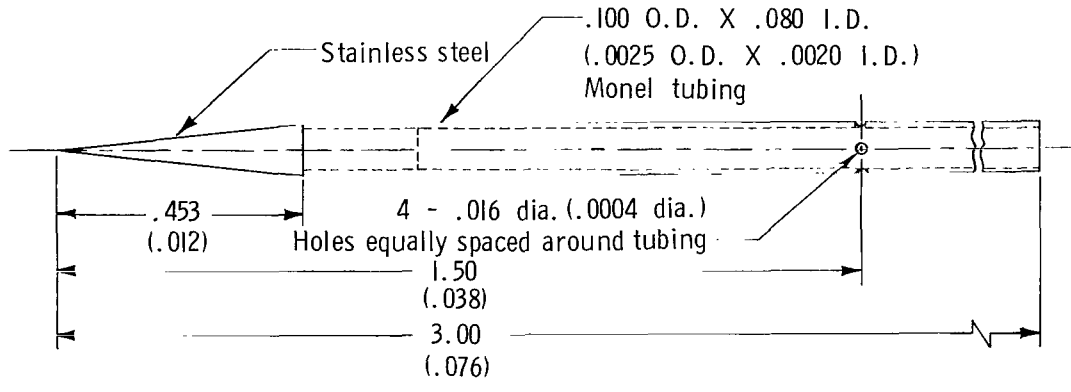 .100 O.D. X .080 I.D.
(.0025 O.D. X .0020 I.D.)
Monel tubing
Stainless steel
.453
(.012)
4 - .016 dia. (.0004 dia.)
Holes equally spaced around tubing
1.50
(.038)
3.00
(.076)